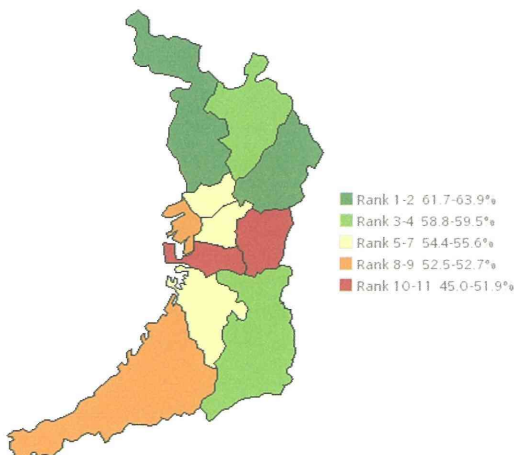 Rank 1-2 61.7-63.9%
Rank 3-4 58.8-59.5%
Rank 5-7 54.4-55.6%
Rank 8-9 52.5-52.7%
Rank 10-11 45.0-51.9%